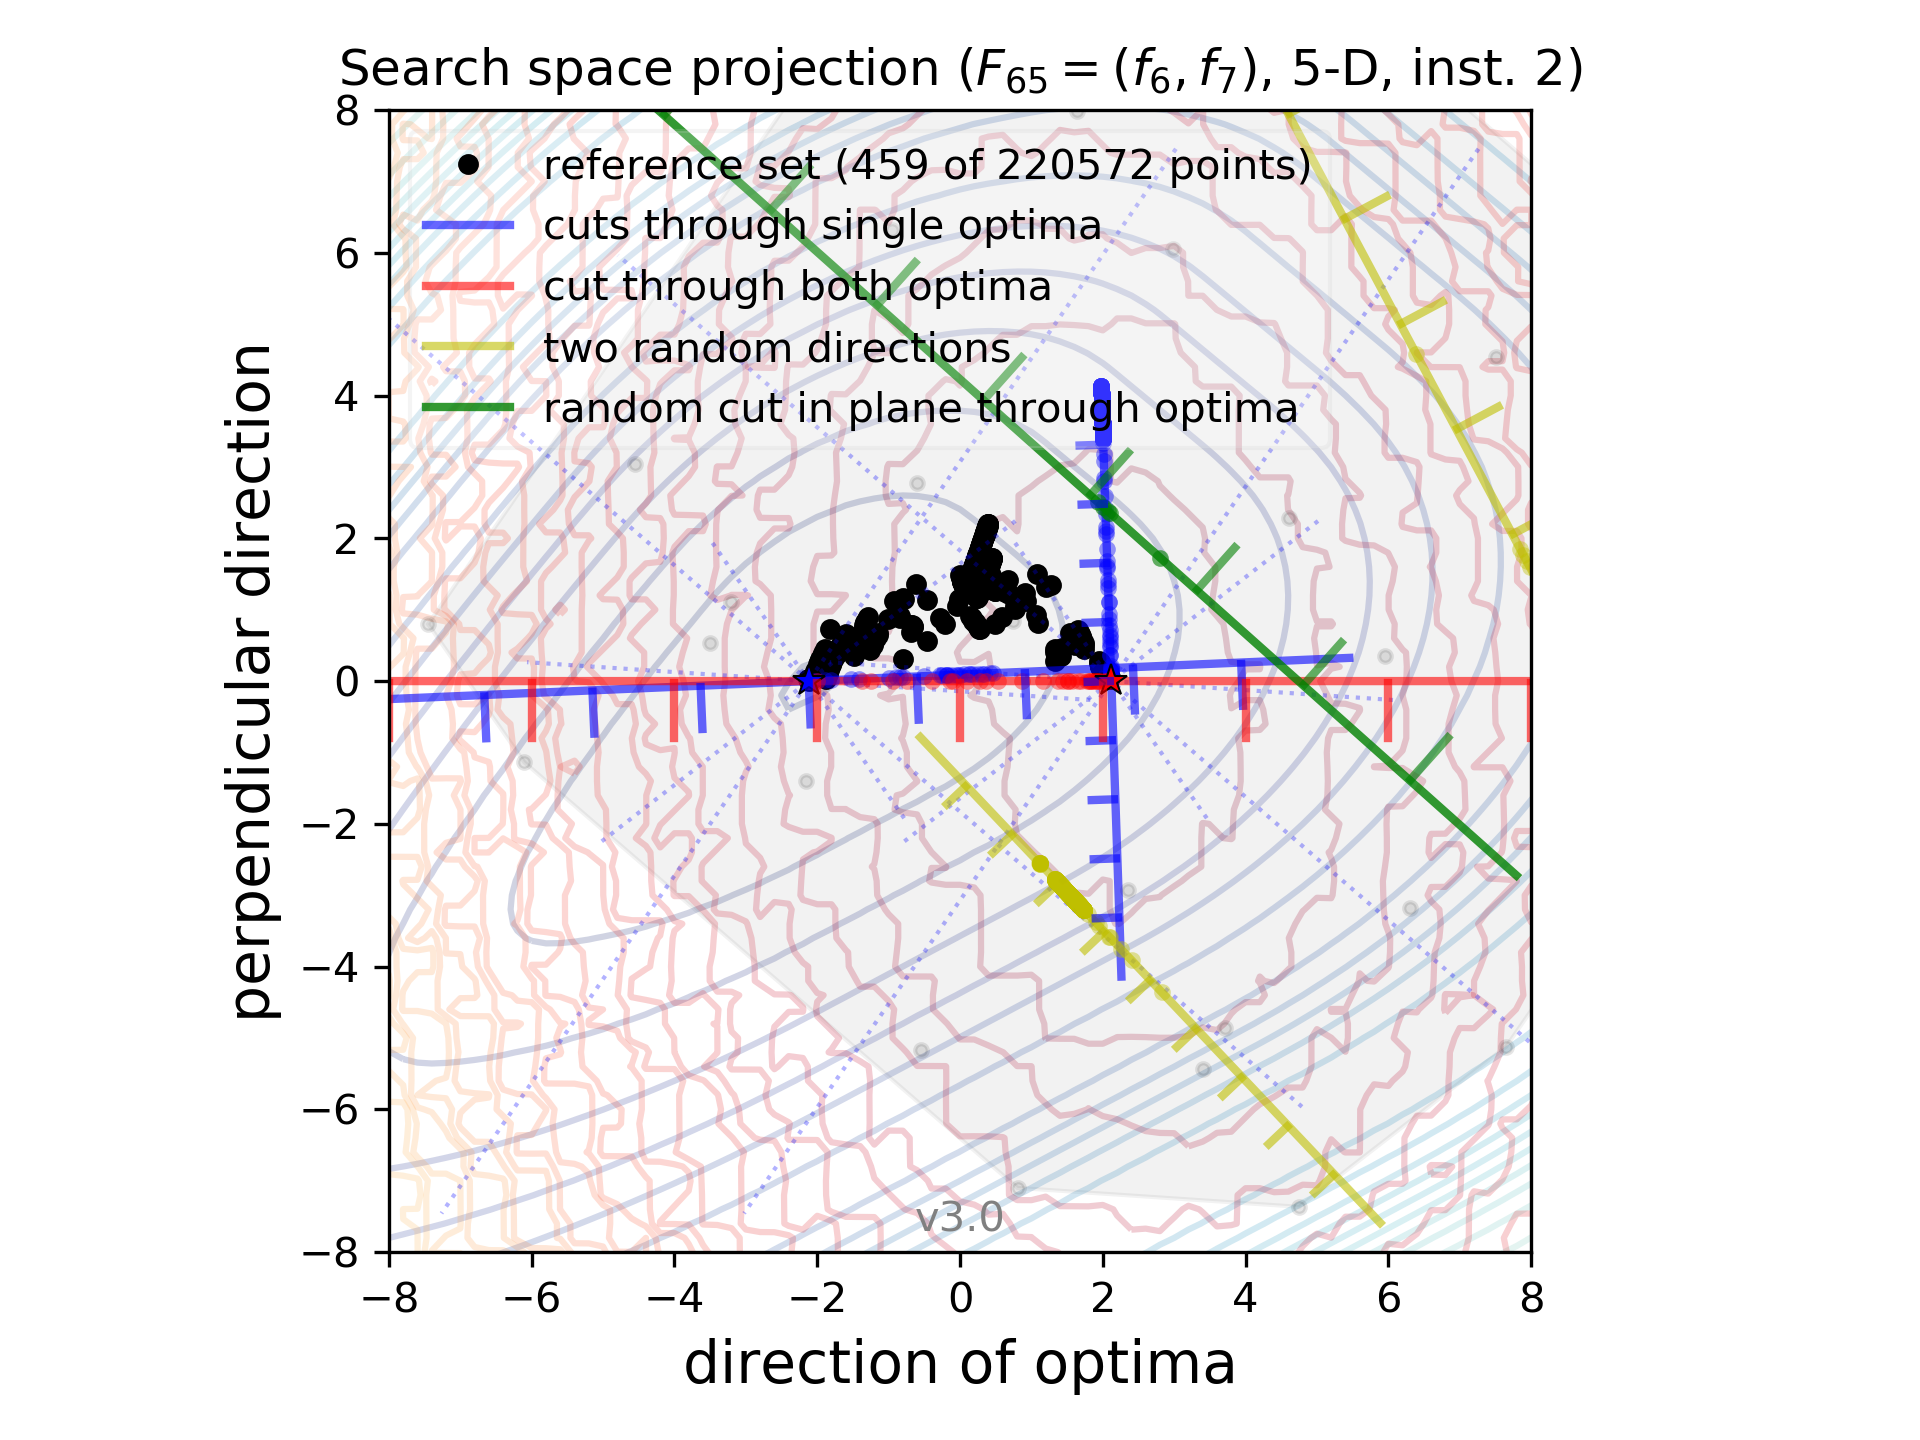 Search space projection (F₆₅ = (f₆, f₇), 5-D, inst. 2)
8
reference set (459 of 220572 points)
cuts through single optima
6
cut through both optima
two random directions
4
random cut in plane through optima
2
0
−2
−4
−6
v3.0
−8
−8 −6 −4 −2 0 2 4 6 8
direction of optima
perpendicular direction